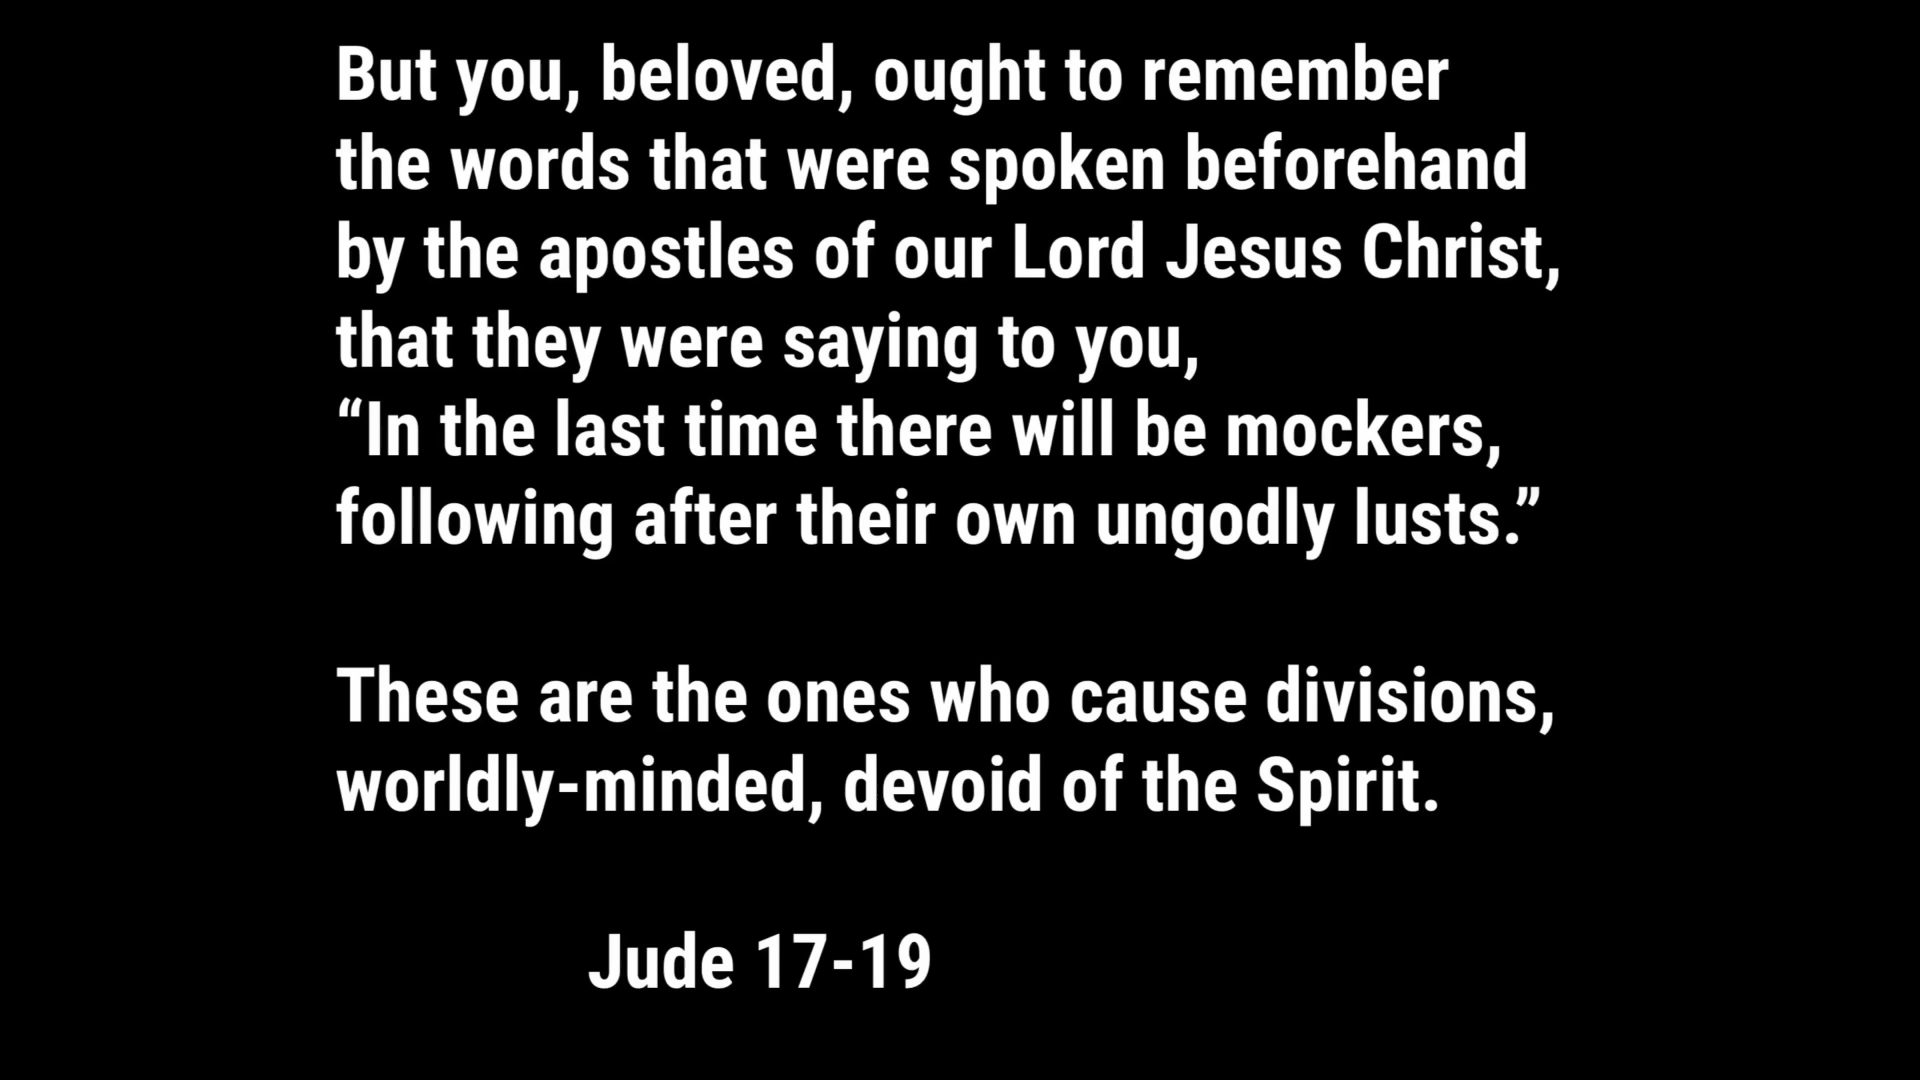 But you, beloved, ought to remember
the words that were spoken beforehand
by the apostles of our Lord Jesus Christ,
that they were saying to you,
“In the last time there will be mockers,
following after their own ungodly lusts.”
These are the ones who cause divisions,
worldly-minded, devoid of the Spirit.
Jude 17-19